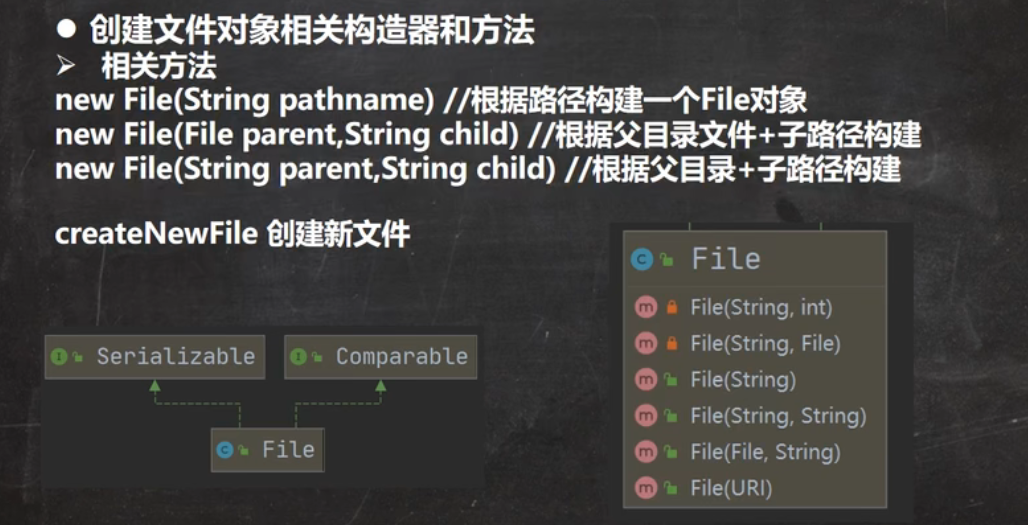 ● 创建文件对象相关构造器和方法
➢ 相关方法
new File(String pathname) //根据路径构建一个File对象
new File(File parent,String child) //根据父目录文件+子路径构建
new File(String parent,String child) //根据父目录+子路径构建
createNewFile 创建新文件
I Serializable
I Comparable
C File
C File
m File(String, int)
m File(String, File)
m File(String)
m File(String, String)
m File(File, String)
m File(URI)